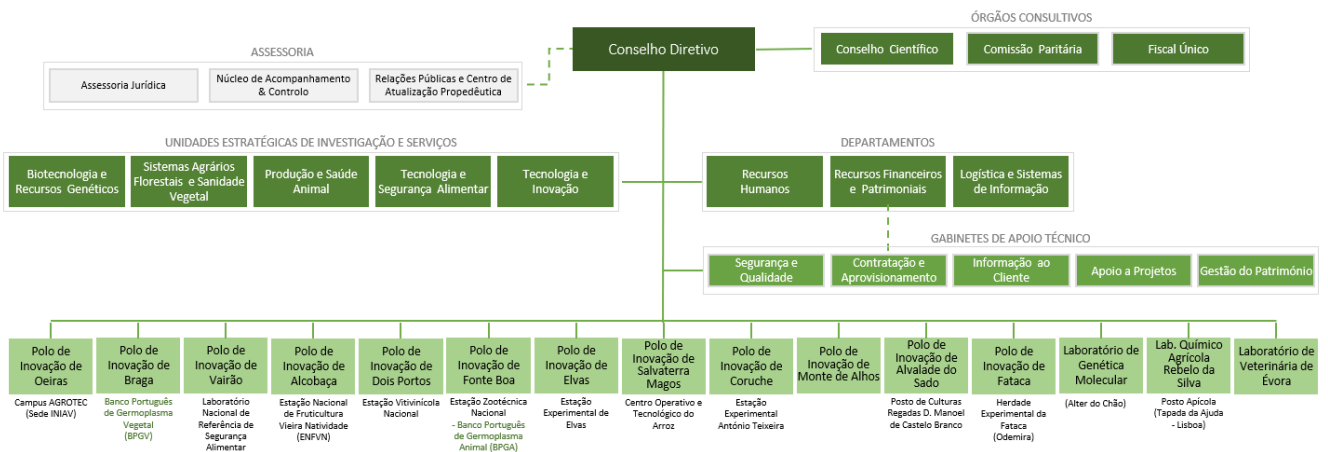 ÓRGÃOS CONSULTIVOS
Conselho Diretivo
Conselho Científico
Comissão Paritária
Fiscal Único
ASSESSORIA
Assessoria Jurídica
Núcleo de Acompanhamento
& Controlo
Relações Públicas e Centro de
Atualização Propedêutica
UNIDADES ESTRATÉGICAS DE INVESTIGAÇÃO E SERVIÇOS
Biotecnologia e
Recursos Genéticos
Sistemas Agrários
Florestais e Sanidade
Vegetal
Produção e Saúde
Animal
Tecnologia e
Segurança Alimentar
Tecnologia e
Inovação
DEPARTAMENTOS
Recursos
Humanos
Recursos Financeiros
e Patrimoniais
Logística e Sistemas
de Informação
GABINETES DE APOIO TÉCNICO
Segurança e
Qualidade
Contratação e
Aprovisionamento
Informação ao
Cliente
Apoio a Projetos
Gestão do Património
Polo de
Inovação de
Oeiras
Campus AGROTEC
(Sede INIAV)
Polo de
Inovação de
Braga
Banco Português
de Germoplasma
Vegetal
(BPGV)
Polo de
Inovação de
Vairão
Laboratório
Nacional de
Referência de
Segurança
Alimentar
Polo de
Inovação de
Alcobaça
Estação Nacional
de Fruticultura
Vieira Natividade
(ENFVN)
Polo de
Inovação de
Dois Portos
Estação Vitivinícola
Nacional
Polo de
Inovação de
Fonte Boa
Estação Zootécnica
Nacional
- Banco Português
de Germoplasma
Animal (BPGA)
Polo de
Inovação de
Elvas
Estação
Experimental de
Elvas
Polo de
Inovação de
Salvaterra
Magos
Centro Operativo e
Tecnológico do
Arroz
Polo de
Inovação de
Coruche
Estação
Experimental
António Teixeira
Polo de
Inovação de
Monte de Alhos
Polo de
Inovação de
Alvalade do
Sado
Posto de Culturas
Regadas D. Manoel
de Castelo Branco
Polo de
Inovação de
Fataca
Herdade
Experimental da
Fataca
(Odemira)
Laboratório de
Genética
Molecular
(Alter do Chão)
Lab. Químico
Agrícola
Rebelo da
Silva
Posto Apícola
(Tapada da Ajuda
- Lisboa)
Laboratório de
Veterinária de
Évora